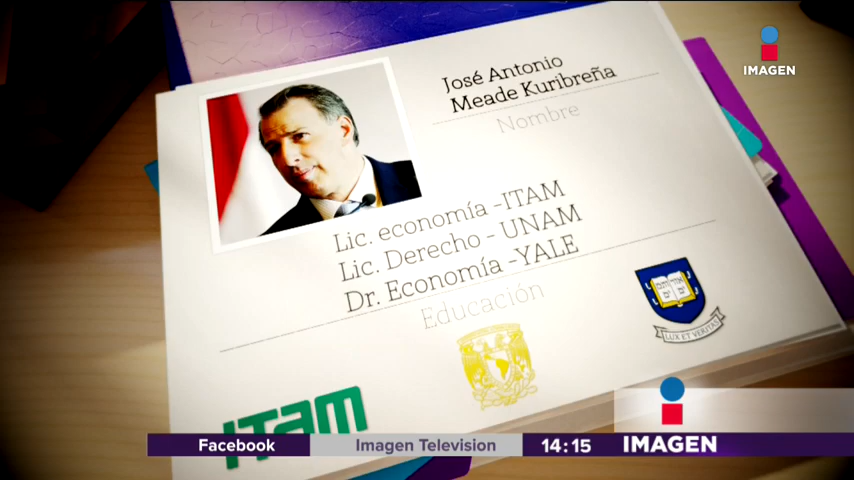 IMAGEN
José Antonio
Meade Kuribreña
Nombre
Lic. economía -ITAM
Lic. Derecho - UNAM
Dr. Economía -YALE
Educación
LUX ET VERITAS
ITAM
IMAGEN
Facebook
Imagen Television
14:15